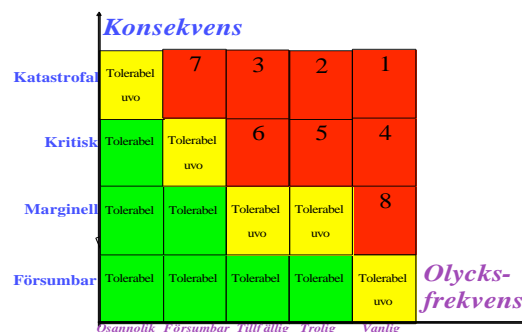 Konsekvens
Katastrofal
Tolerabel
uvo
7
3
2
1
Kritisk
Tolerabel
Tolerabel
uvo
6
5
4
Marginell
Tolerabel
Tolerabel
Tolerabel
uvo
Tolerabel
uvo
8
Försumbar
Tolerabel
Tolerabel
Tolerabel
Tolerabel
Tolerabel
uvo
Olycks-
frekvens
Osannolik Försumbar Tillfällig Trolig Vanlig